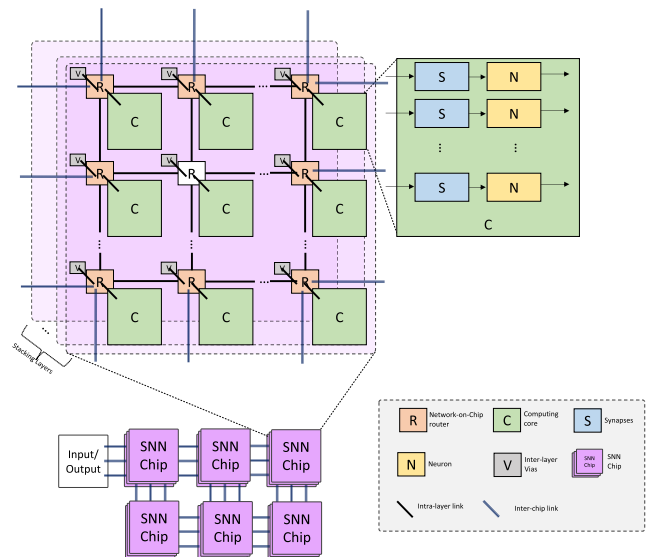 V
R
V
R
...
V
R
C
C
C
V
R
V
R
...
V
R
C
C
C
...
...
...
V
R
V
R
...
V
R
C
C
C
...
Stacking Layers
S
N
S
N
...
...
S
N
C
Input/
Output
SNN
Chip
SNN
Chip
SNN
Chip
SNN
Chip
SNN
Chip
SNN
Chip
R
Network-on-Chip
router
C
Computing
core
S
Synapses
N
Neuron
V
Inter-layer
Vias
SNN
Chip
SNN
Chip
Intra-layer link
Inter-chip link